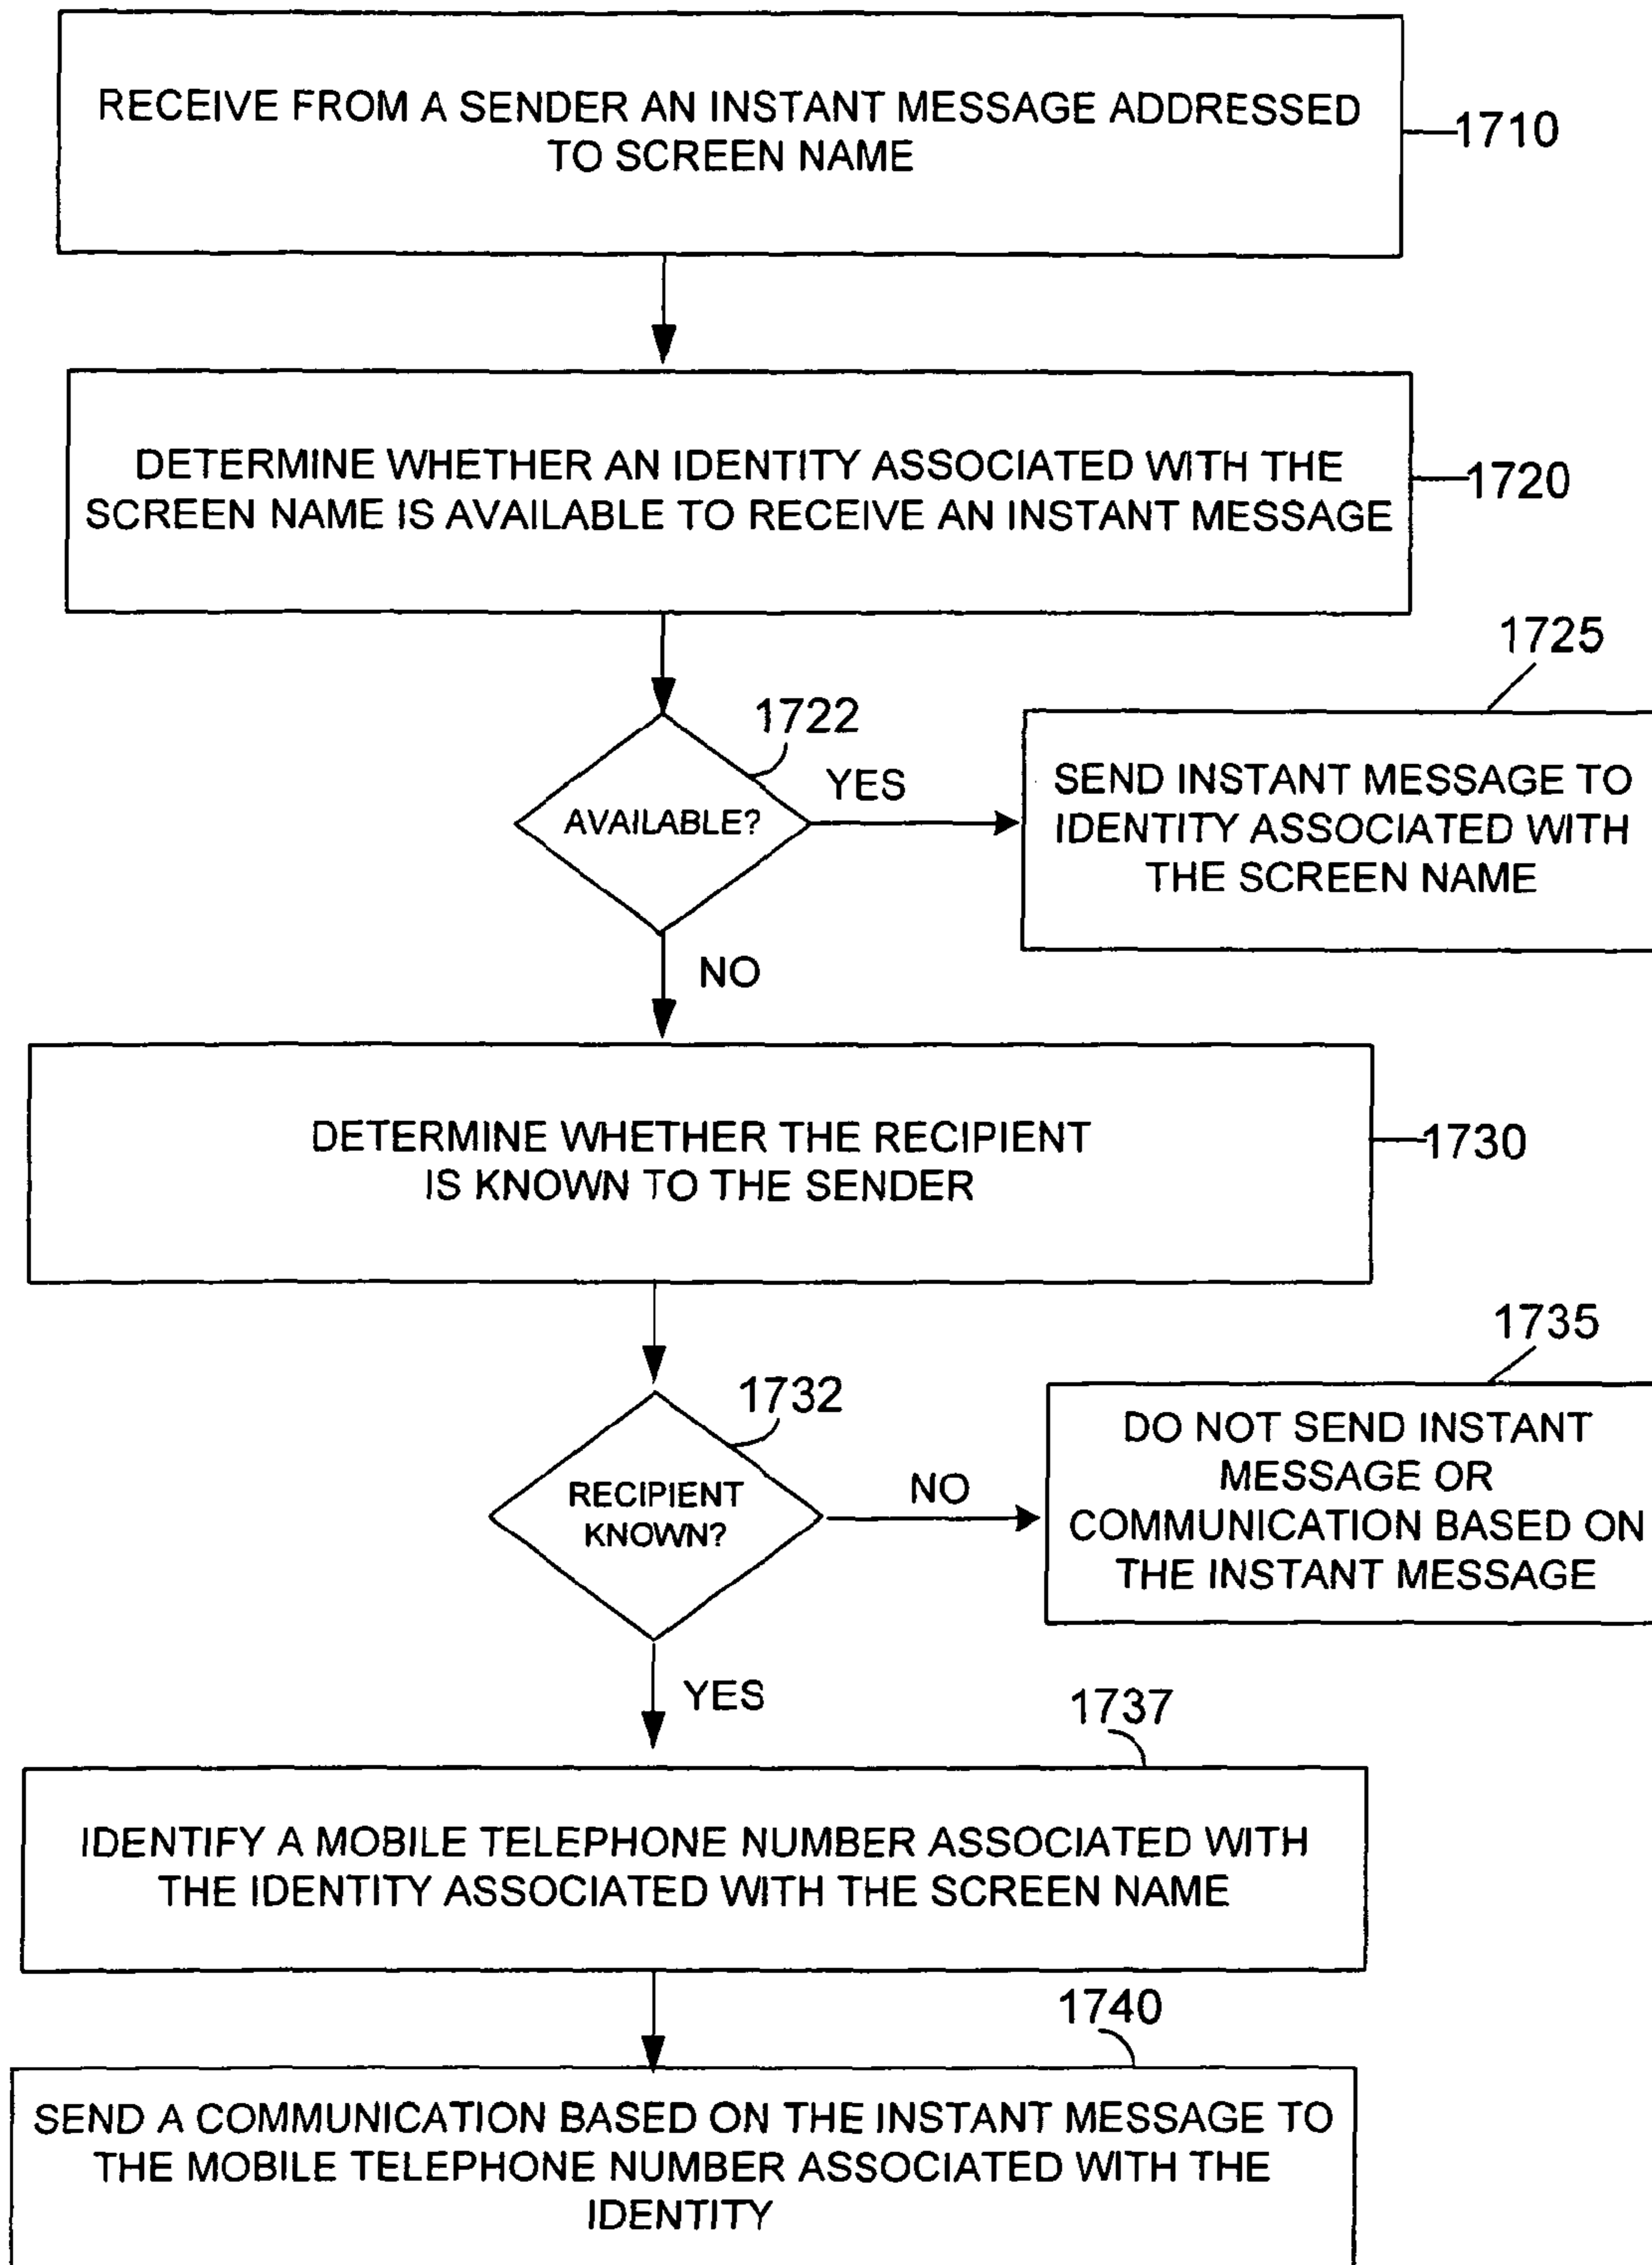 RECEIVE FROM A SENDER AN INSTANT MESSAGE ADDRESSED
TO SCREEN NAME
1710
DETERMINE WHETHER AN IDENTITY ASSOCIATED WITH THE
SCREEN NAME IS AVAILABLE TO RECEIVE AN INSTANT MESSAGE
1720
1722
AVAILABLE?
YES
1725
SEND INSTANT MESSAGE TO
IDENTITY ASSOCIATED WITH
THE SCREEN NAME
NO
DETERMINE WHETHER THE RECIPIENT
IS KNOWN TO THE SENDER
1730
1732
RECIPIENT
KNOWN?
NO
1735
DO NOT SEND INSTANT
MESSAGE OR
COMMUNICATION BASED ON
THE INSTANT MESSAGE
YES
1737
IDENTIFY A MOBILE TELEPHONE NUMBER ASSOCIATED WITH
THE IDENTITY ASSOCIATED WITH THE SCREEN NAME
1740
SEND A COMMUNICATION BASED ON THE INSTANT MESSAGE TO
THE MOBILE TELEPHONE NUMBER ASSOCIATED WITH THE
IDENTITY